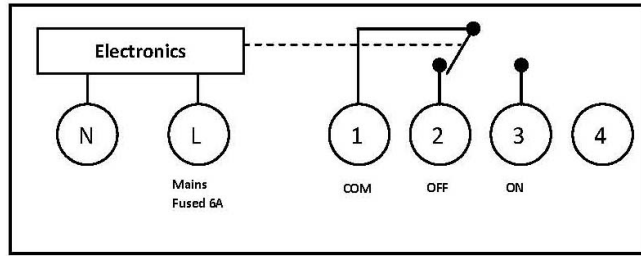 Electronics
N
L
1
2
3
4
Mains
Fused 6A
COM
OFF
ON